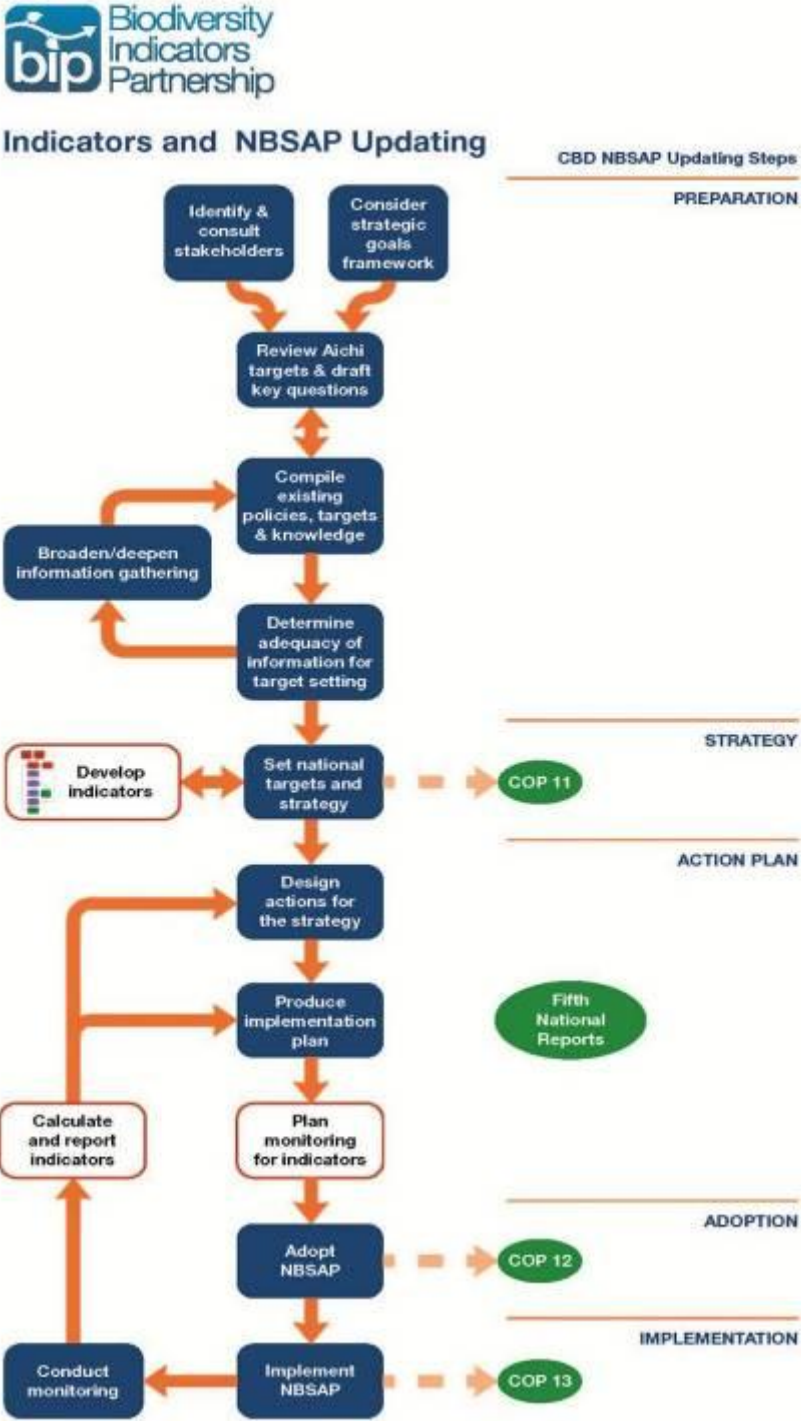 bip
Biodiversity
Indicators
Partnership
Indicators and NBSAP Updating
CBD NBSAP Updating Steps
PREPARATION
Identify &
consult
stakeholders
Consider
strategic
goals
framework
Review Aichi
targets & draft
key questions
Compile
existing
policies, targets
& knowledge
Broaden/deepen
information gathering
Determine
adequacy of
information for
target setting
STRATEGY
Develop
indicators
Set national
targets and
strategy
COP 11
ACTION PLAN
Design
actions for
the strategy
Produce
implementation
plan
Fifth
National
Reports
Calculate
and report
indicators
Plan
monitoring
for indicators
ADOPTION
Adopt
NBSAP
COP 12
IMPLEMENTATION
Conduct
monitoring
Implement
NBSAP
COP 13